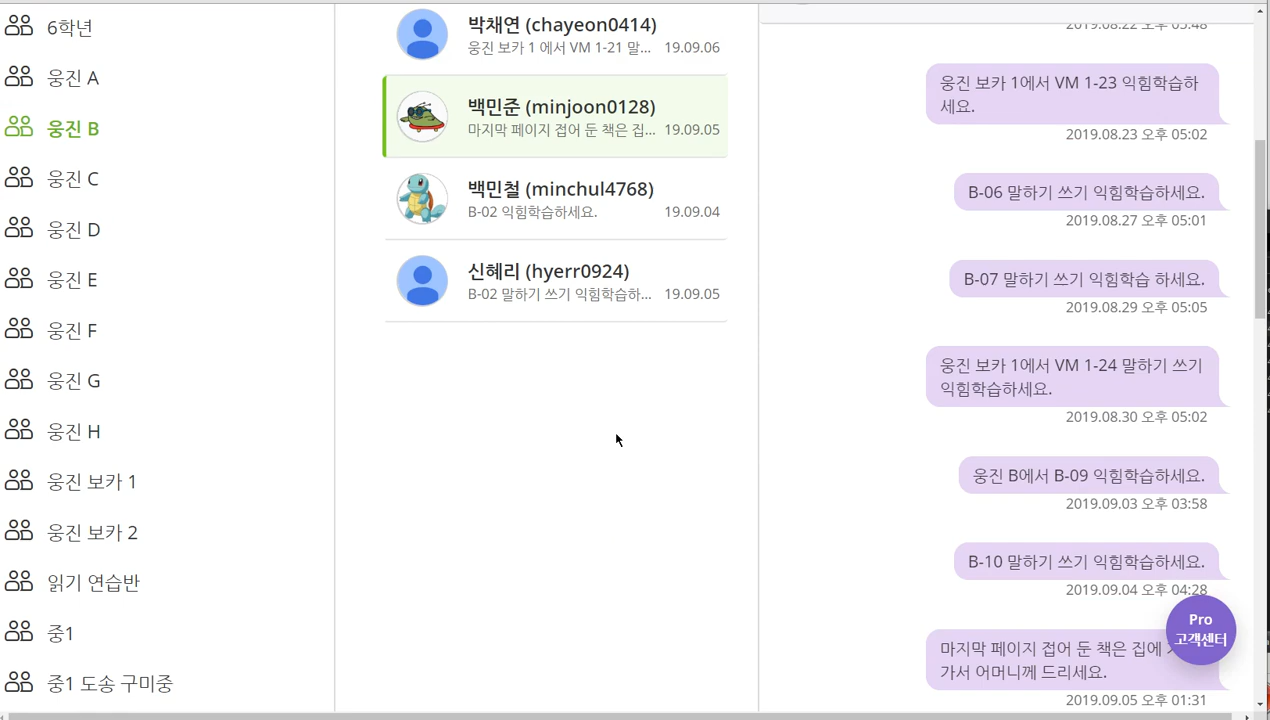 6학년
웅진 A
웅진 B
웅진 C
웅진 D
웅진 E
웅진 F
웅진 G
웅진 H
웅진 보카 1
웅진 보카 2
읽기 연습반
중1
중1 도송 구미중
박채연 (chayeon0414)
웅진 보카 1 에서 VM 1-21 말... 19.09.06
백민준 (minjoon0128)
마지막 페이지 접어 둔 책은 집... 19.09.05
백민철 (minchul4768)
B-02 익힘학습하세요. 19.09.04
신혜리 (hyerr0924)
B-02 말하기 쓰기 익힘학습하... 19.09.05
2019.08.22 오후 05:48
웅진 보카 1에서 VM 1-23 익힘학습하
세요.
2019.08.23 오후 05:02
B-06 말하기 쓰기 익힘학습하세요.
2019.08.27 오후 05:01
B-07 말하기 쓰기 익힘학습 하세요.
2019.08.29 오후 05:05
웅진 보카 1에서 VM 1-24 말하기 쓰기
익힘학습하세요.
2019.08.30 오후 05:02
웅진 B에서 B-09 익힘학습하세요.
2019.09.03 오후 03:58
B-10 말하기 쓰기 익힘학습하세요.
2019.09.04 오후 04:28
마지막 페이지 접어 둔 책은 집에
가서 어머니께 드리세요.
2019.09.05 오후 01:31
Pro
고객센터